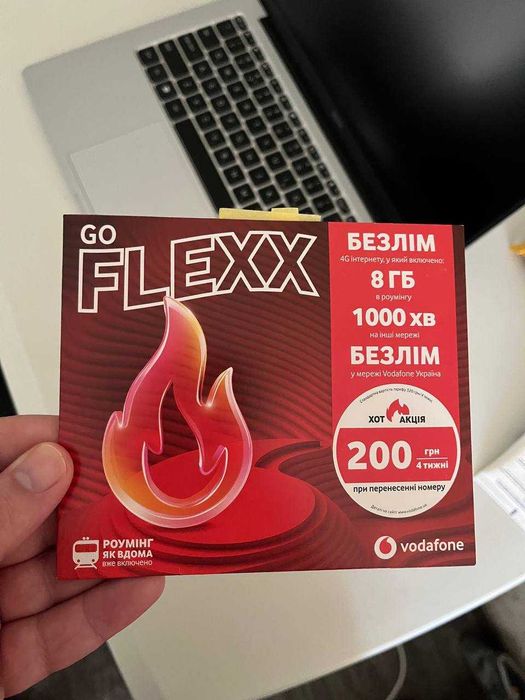 GO
FLEXX
БЕЗЛІМ
4G інтернету, у який включено:
8 ГБ
в роумінгу
1000 хв
на інші мережі
БЕЗЛІМ
у мережі Vodafone Україна
ХОТ АКЦІЯ
200 грн
4 тижні
при перенесенні номеру
РОУМІНГ
ЯК ВДОМА
вже включено
vodafone